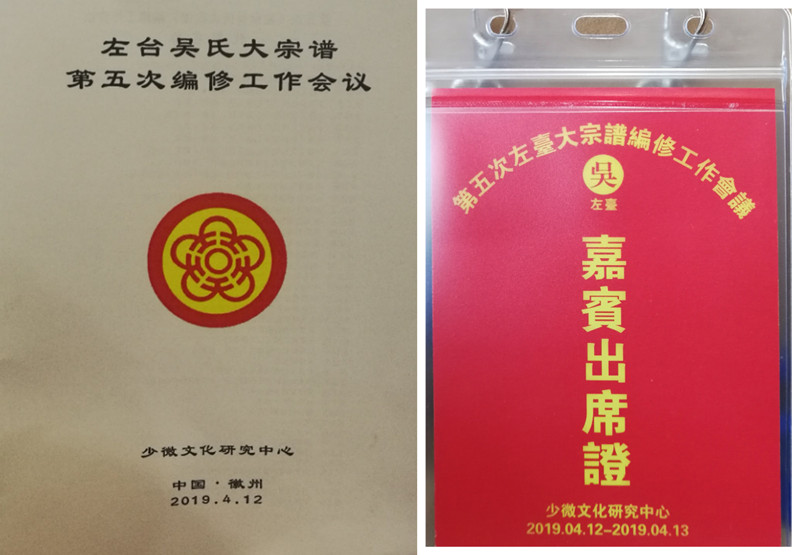 左台吴氏大宗谱
第五次编修工作会议
少微文化研究中心
中国·徽州
2019.4.12
第五次左臺大宗譜編修工作會議
吳
左臺
嘉賓出席證
少微文化研究中心
2019.04.12-2019.04.13